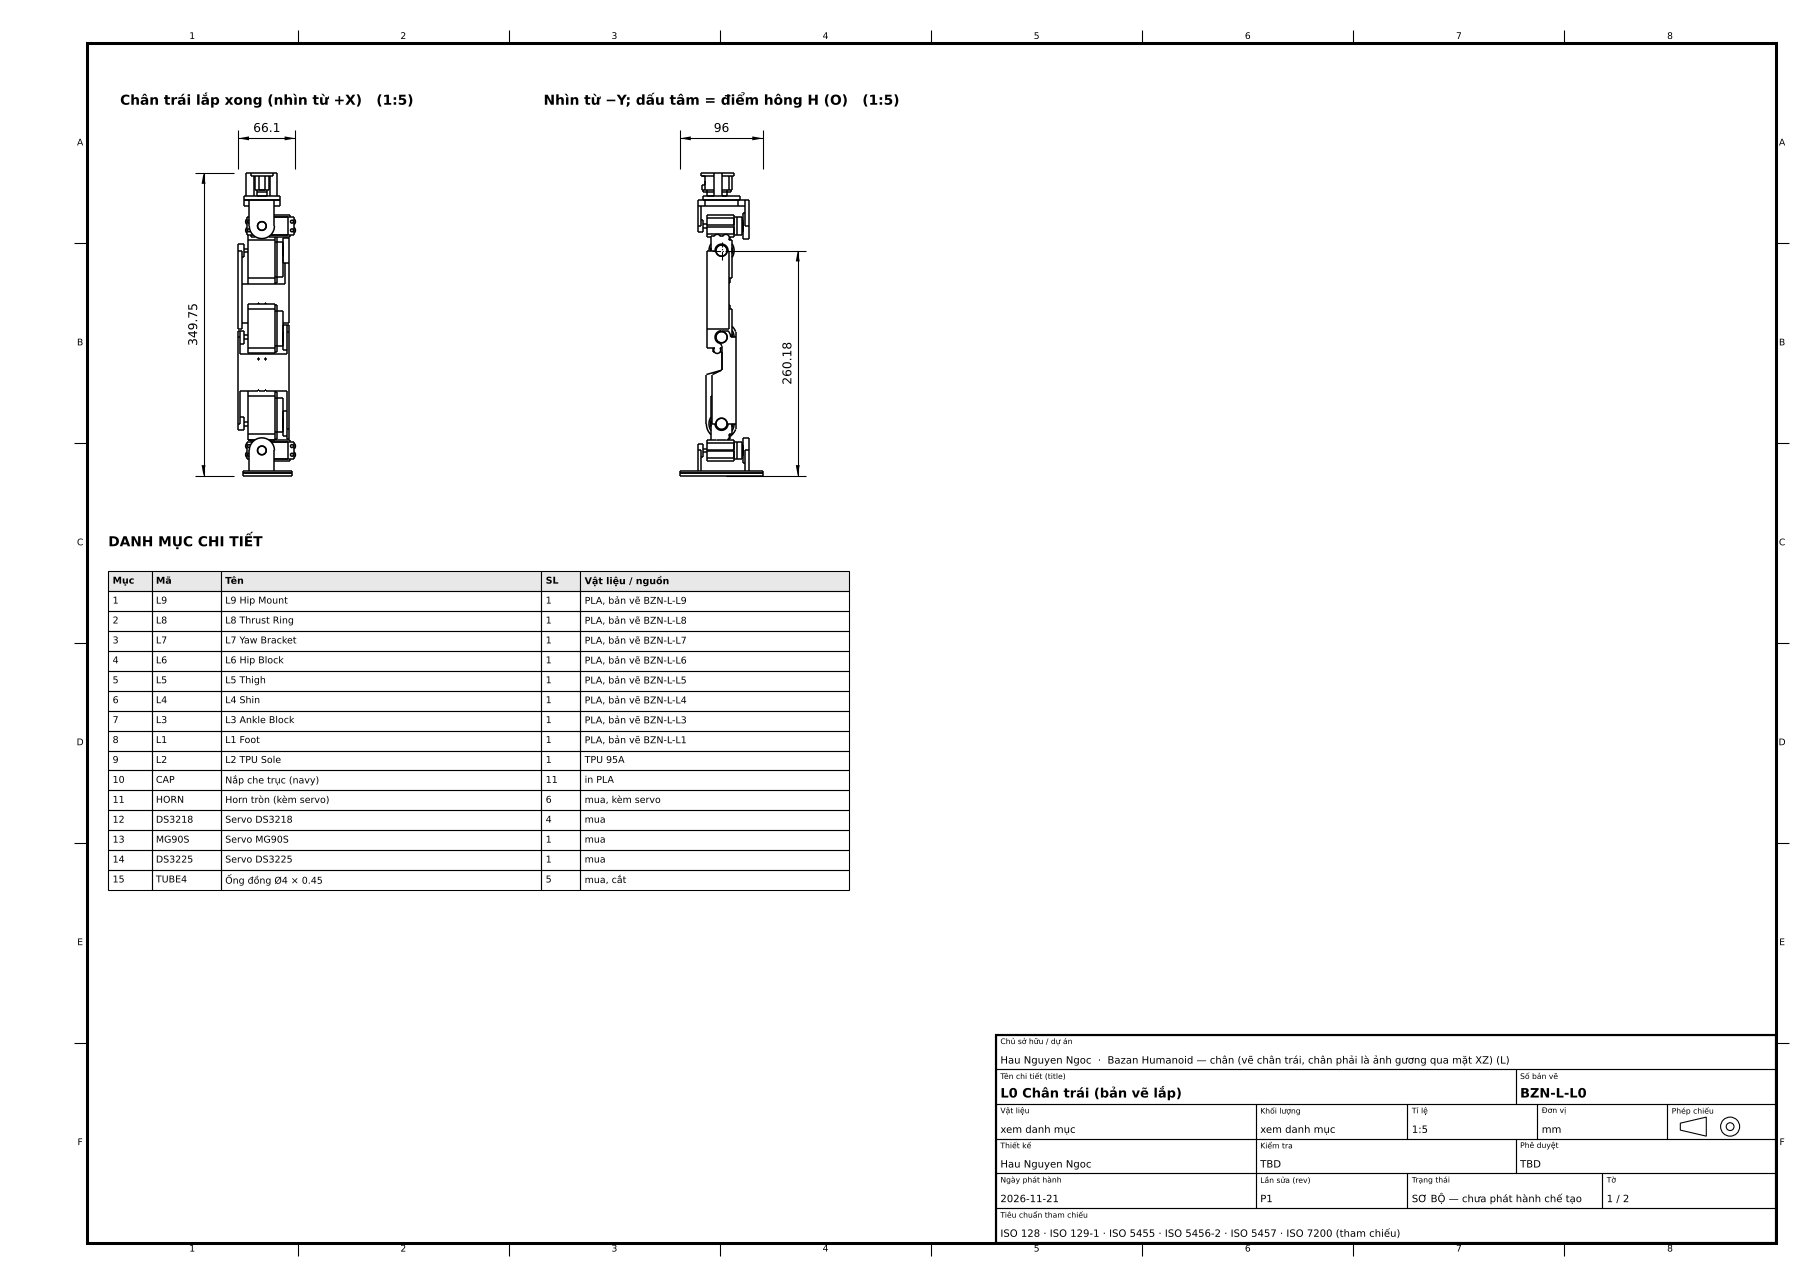 1 2 3 4 5 6 7 8
Chân trái lắp xong (nhìn từ +X) (1:5)
Nhìn từ −Y; dấu tâm = điểm hông H (O) (1:5)
66.1
96
A A
349.75
260.18
B B
DANH MỤC CHI TIẾT
C C
Mục Mã Tên SL Vật liệu / nguồn
1 L9 L9 Hip Mount 1 PLA, bản vẽ BZN-L-L9
2 L8 L8 Thrust Ring 1 PLA, bản vẽ BZN-L-L8
3 L7 L7 Yaw Bracket 1 PLA, bản vẽ BZN-L-L7
4 L6 L6 Hip Block 1 PLA, bản vẽ BZN-L-L6
5 L5 L5 Thigh 1 PLA, bản vẽ BZN-L-L5
6 L4 L4 Shin 1 PLA, bản vẽ BZN-L-L4
7 L3 L3 Ankle Block 1 PLA, bản vẽ BZN-L-L3
8 L1 L1 Foot 1 PLA, bản vẽ BZN-L-L1
D D
9 L2 L2 TPU Sole 1 TPU 95A
10 CAP Nắp che trục (navy) 11 in PLA
11 HORN Horn tròn (kèm servo) 6 mua, kèm servo
12 DS3218 Servo DS3218 4 mua
13 MG90S Servo MG90S 1 mua
14 DS3225 Servo DS3225 1 mua
15 TUBE4 Ống đồng Ø4 × 0.45 5 mua, cắt
E E
Chủ sở hữu / dự án
Hau Nguyen Ngoc · Bazan Humanoid — chân (vẽ chân trái, chân phải là ảnh gương qua mặt XZ) (L)
Tên chi tiết (title) Số bản vẽ
L0 Chân trái (bản vẽ lắp) BZN-L-L0
Vật liệu Khối lượng Tỉ lệ Đơn vị Phép chiếu
xem danh mục xem danh mục 1:5 mm
F F
Thiết kế Kiểm tra Phê duyệt
Hau Nguyen Ngoc TBD TBD
Ngày phát hành Lần sửa (rev) Trạng thái Tờ
2026-11-21 P1 SƠ BỘ — chưa phát hành chế tạo 1 / 2
Tiêu chuẩn tham chiếu
ISO 128 · ISO 129-1 · ISO 5455 · ISO 5456-2 · ISO 5457 · ISO 7200 (tham chiếu)
1 2 3 4 5 6 7 8